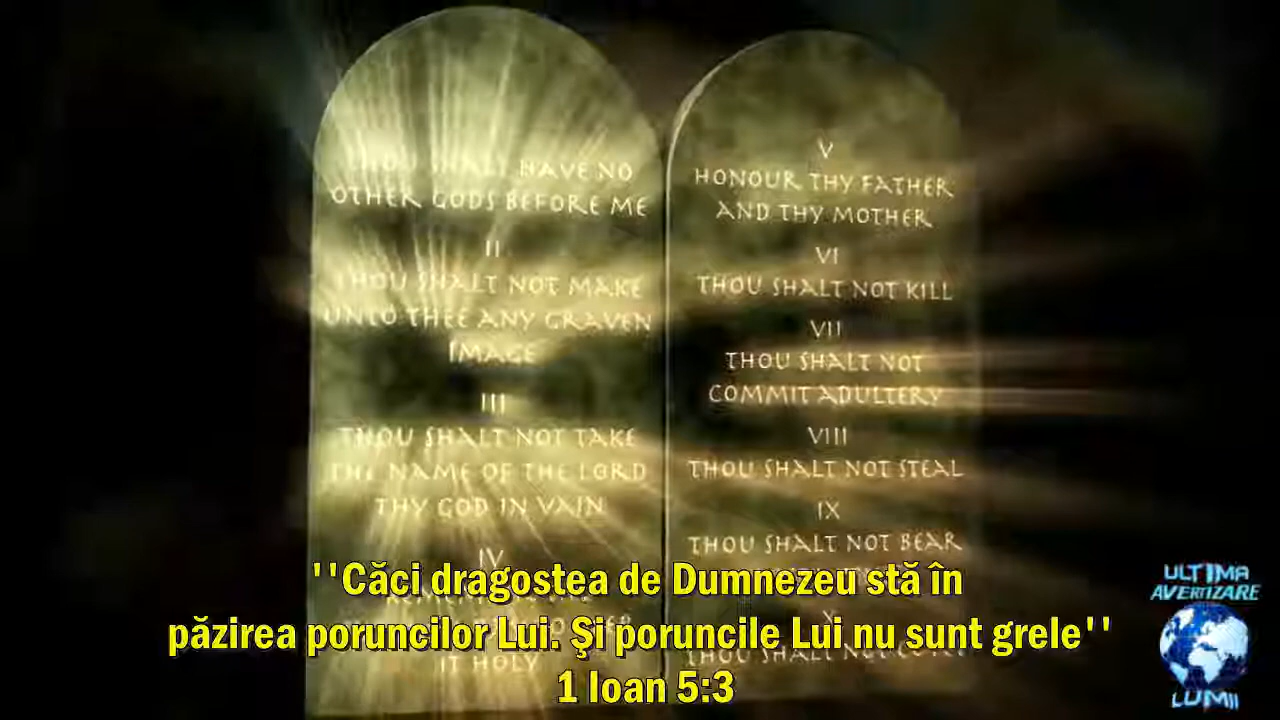 THOU SHALT HAVE NO
OTHER GODS BEFORE ME
II
THOU SHALT NOT MAKE
UNTO THEE ANY GRAVEN
IMAGE
III
THOU SHALT NOT TAKE
THE NAME OF THE LORD
THY GOD IN VAIN
IV
IT HOLY
V
HONOUR THY FATHER
AND THY MOTHER
VI
THOU SHALT NOT KILL
VII
THOU SHALT NOT
COMMIT ADULTERY
VIII
THOU SHALT NOT STEAL
IX
THOU SHALT NOT BEAR
X
THOU SHALT NOT
''Căci dragostea de Dumnezeu stă în
păzirea poruncilor Lui. Şi poruncile Lui nu sunt grele''
1 Ioan 5:3
ULTIMA
AVERTIZARE
LUMII